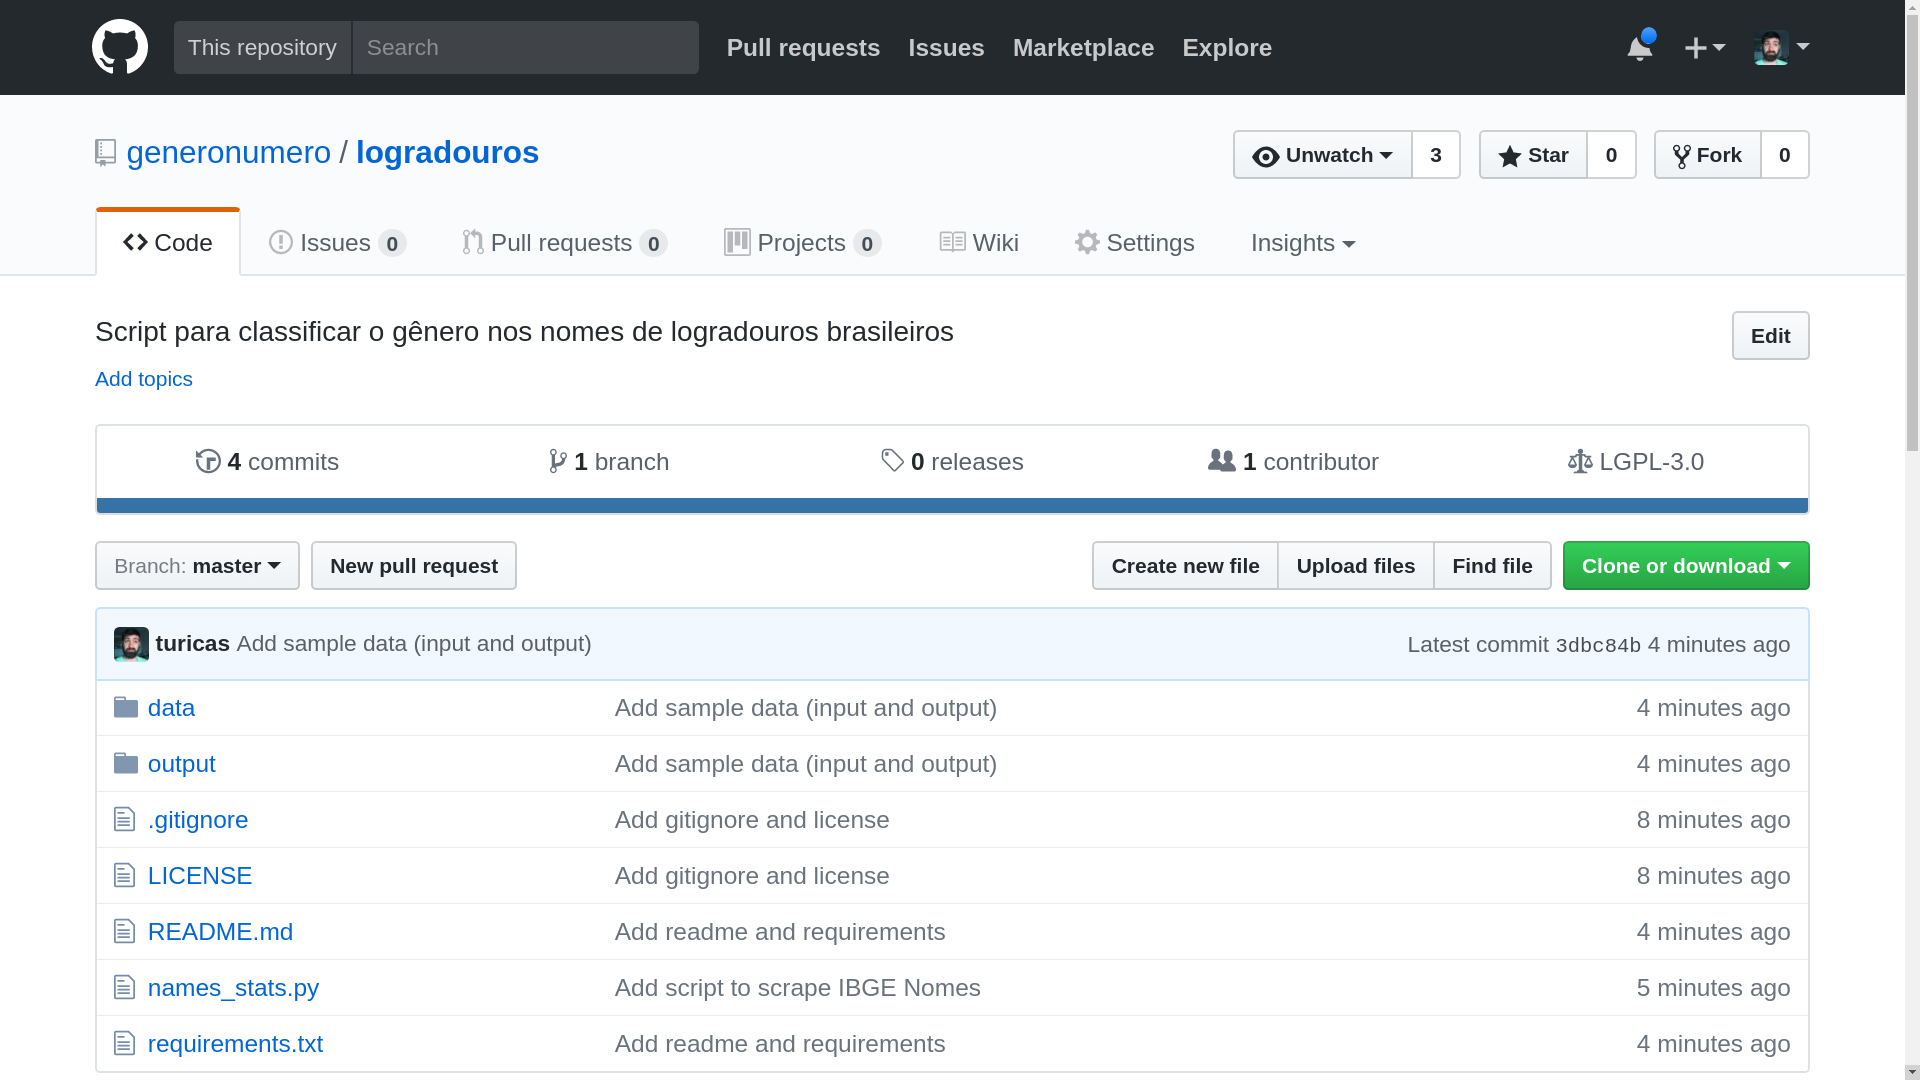 This repository Search Pull requests Issues Marketplace Explore
generonumero / logradouros Unwatch 3 Star 0 Fork 0
Code Issues 0 Pull requests 0 Projects 0 Wiki Settings Insights
Script para classificar o gênero nos nomes de logradouros brasileiros Edit
Add topics
4 commits 1 branch 0 releases 1 contributor LGPL-3.0
Branch: master New pull request Create new file Upload files Find file Clone or download
turicas Add sample data (input and output) Latest commit 3dbc84b 4 minutes ago
data Add sample data (input and output) 4 minutes ago
output Add sample data (input and output) 4 minutes ago
.gitignore Add gitignore and license 8 minutes ago
LICENSE Add gitignore and license 8 minutes ago
README.md Add readme and requirements 4 minutes ago
names_stats.py Add script to scrape IBGE Nomes 5 minutes ago
requirements.txt Add readme and requirements 4 minutes ago